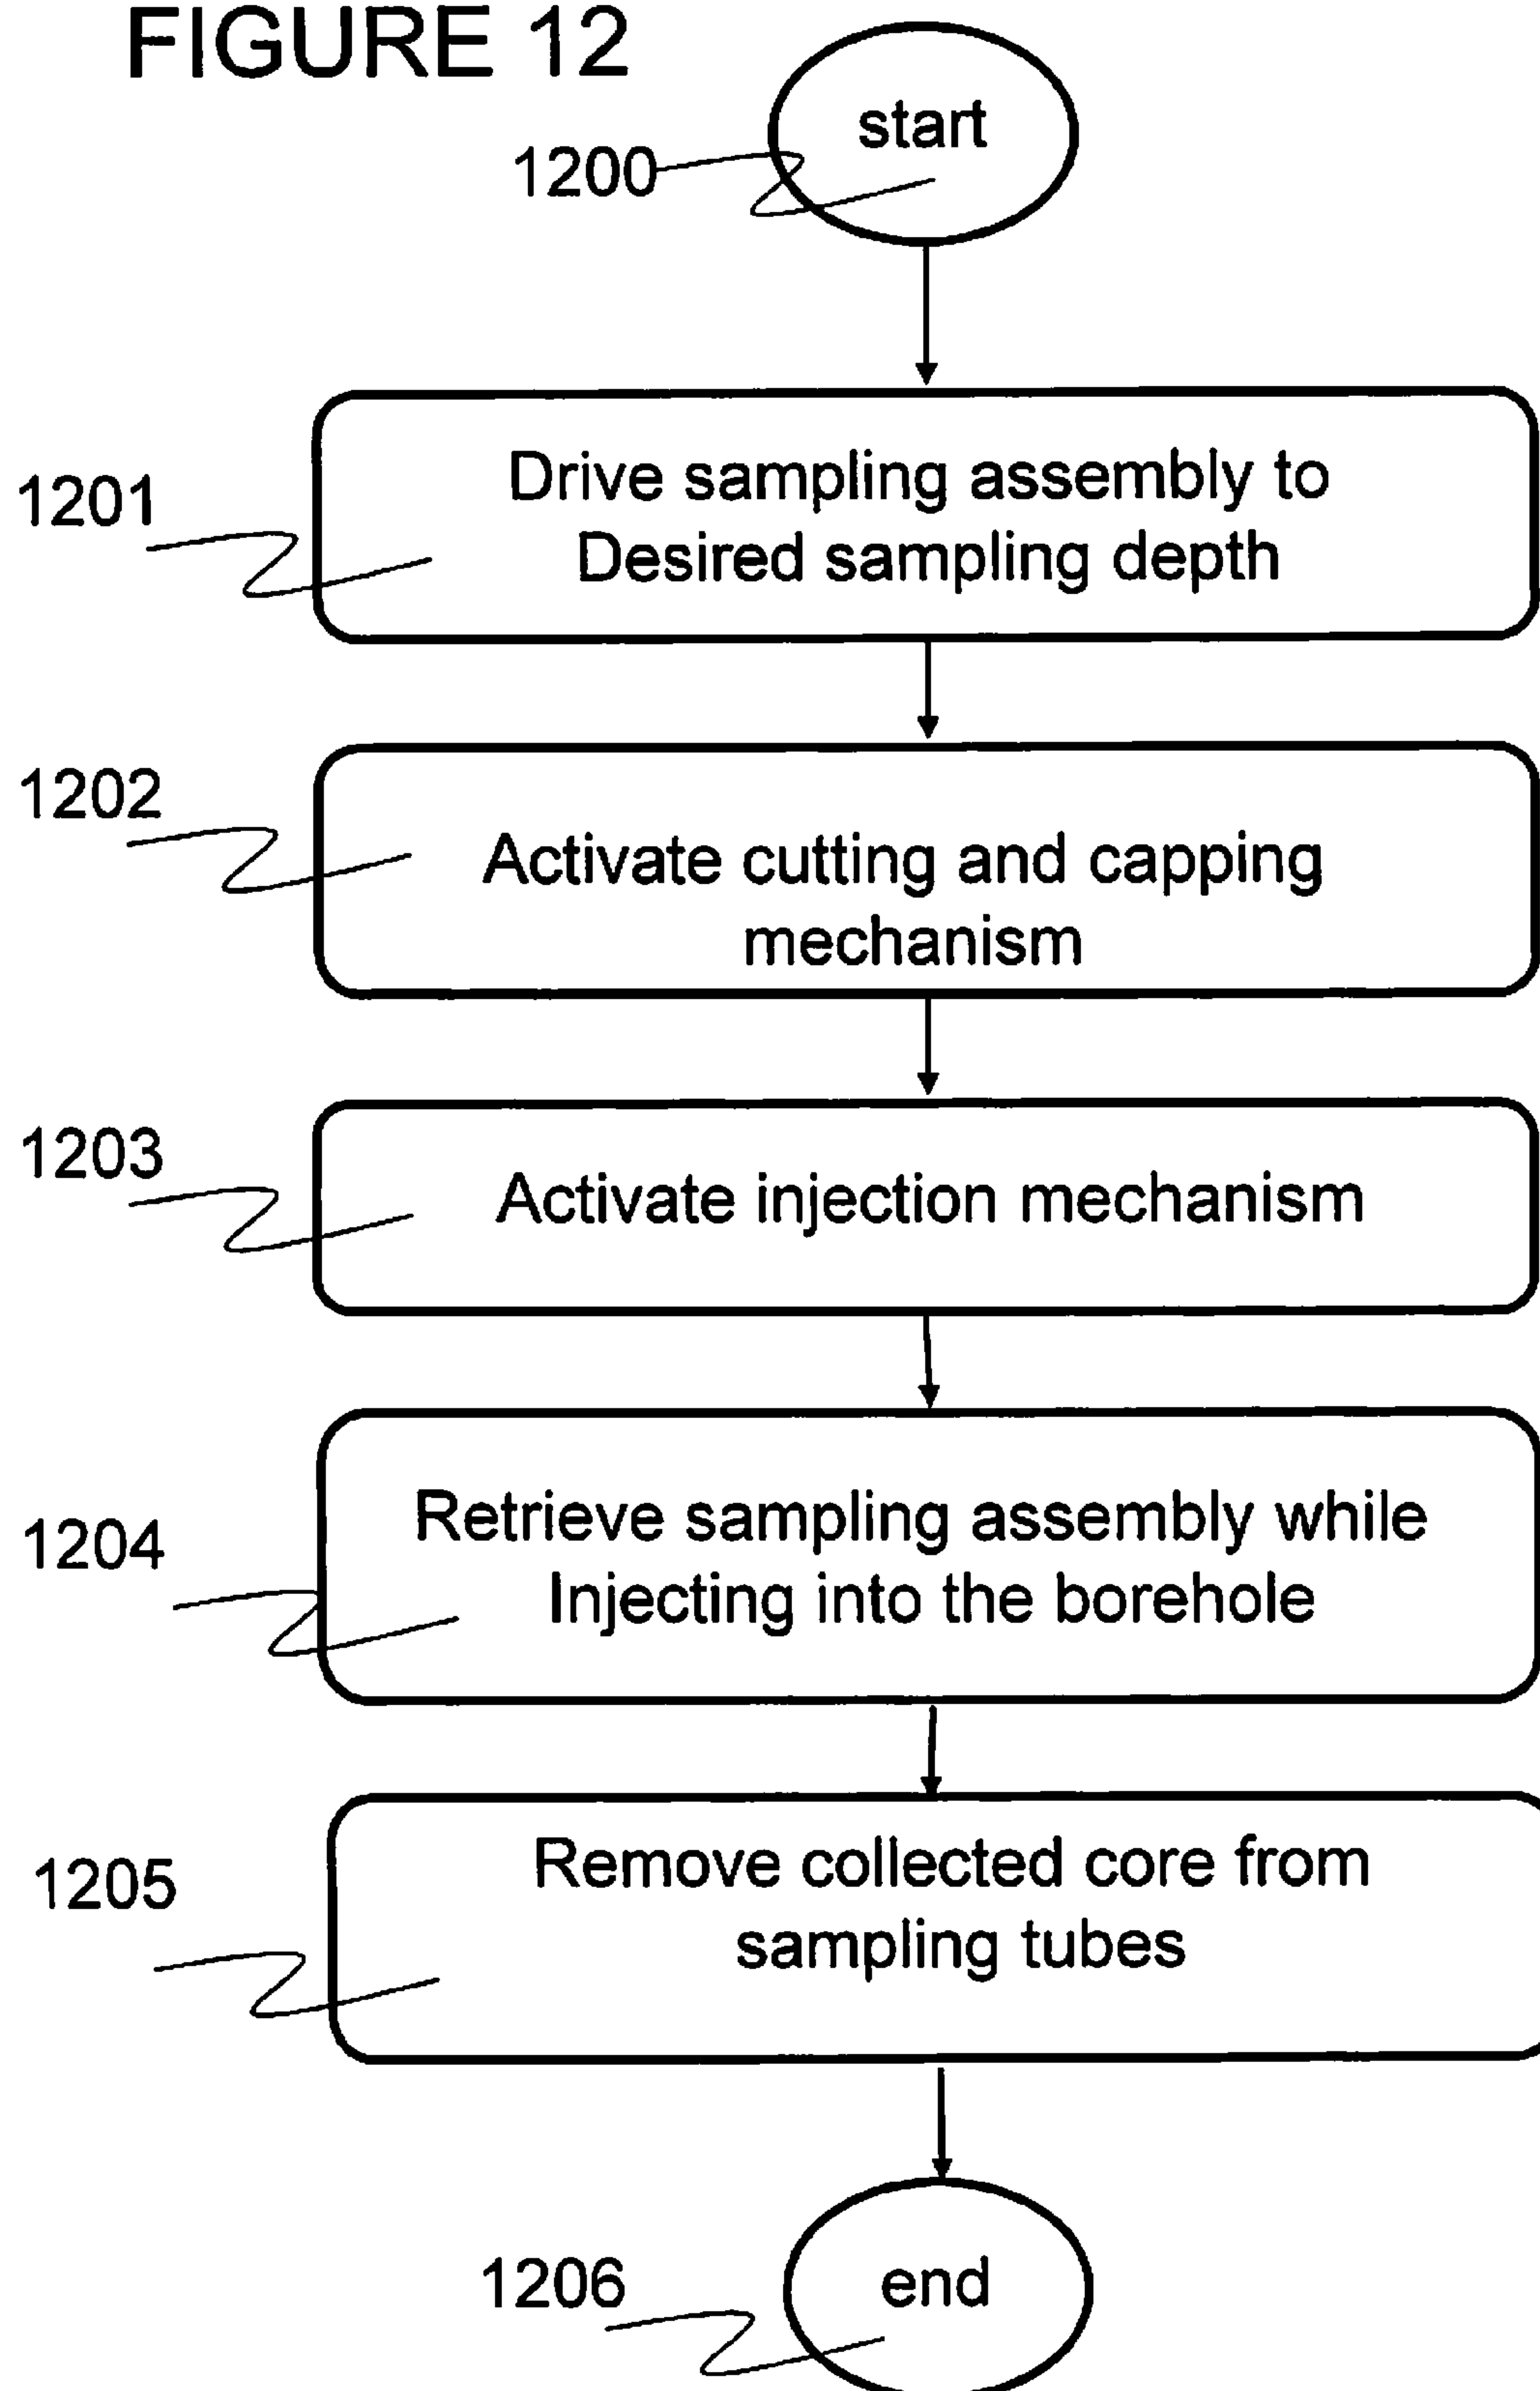 FIGURE 12
start
1200
Drive sampling assembly to
Desired sampling depth
1201
Activate cutting and capping
mechanism
1202
Activate injection mechanism
1203
Retrieve sampling assembly while
Injecting into the borehole
1204
Remove collected core from
sampling tubes
1205
end
1206